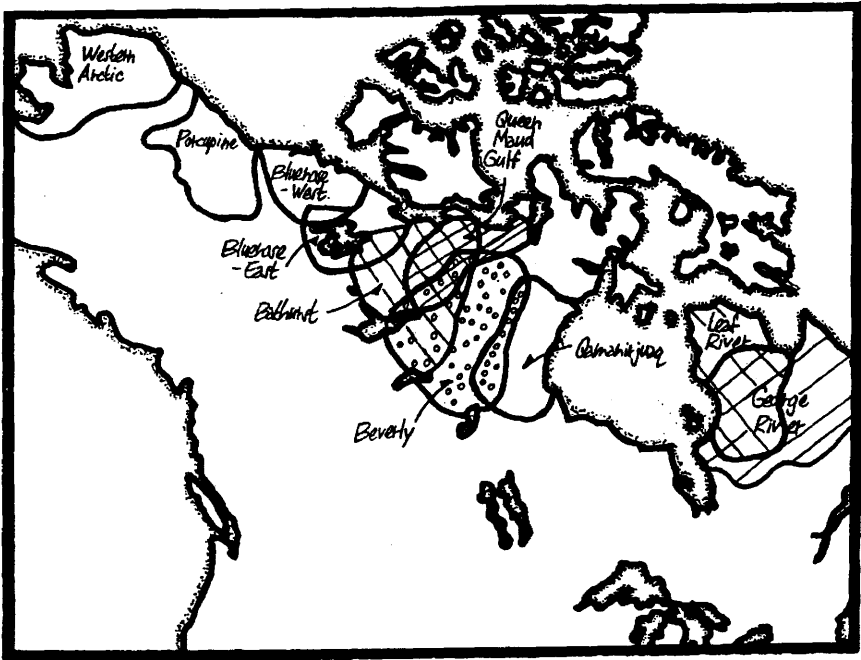 Western
Arctic
Porcupine
Bluenose
-West.
Queen
Maud
Gulf
Bluenose
-East
Bathurst
Qamanirjuaq
Leaf
River
George
River
Beverly